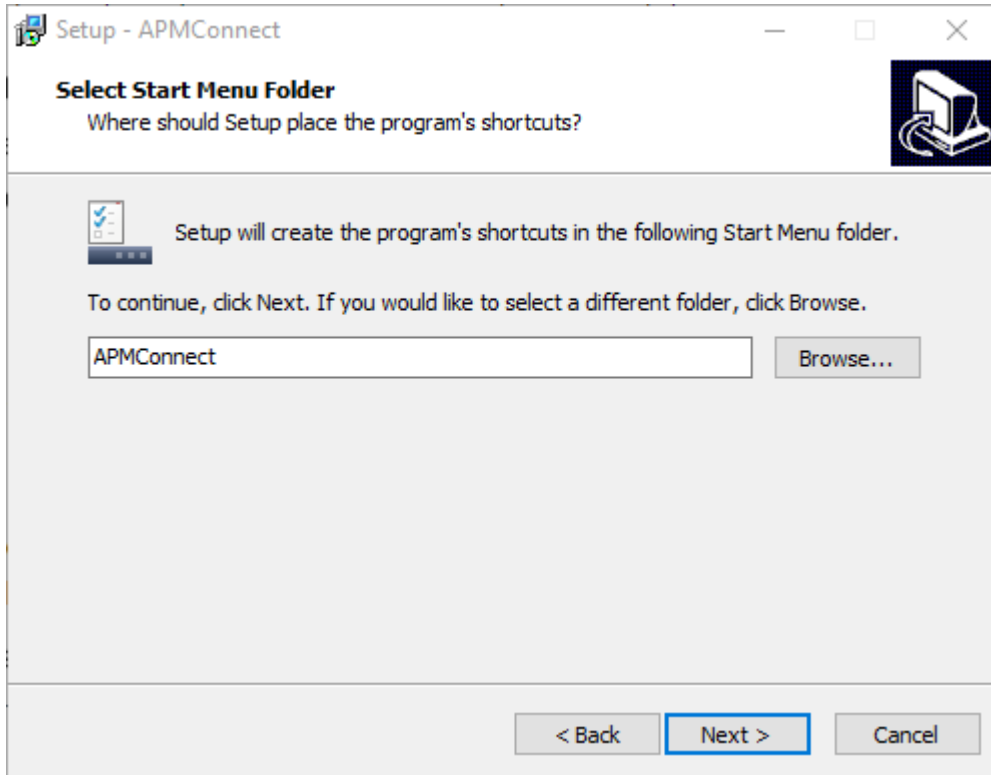 Setup - APMConnect
Select Start Menu Folder
Where should Setup place the program's shortcuts?
Setup will create the program's shortcuts in the following Start Menu folder.
To continue, click Next. If you would like to select a different folder, click Browse.
APMConnect
Browse...
< Back
Next >
Cancel